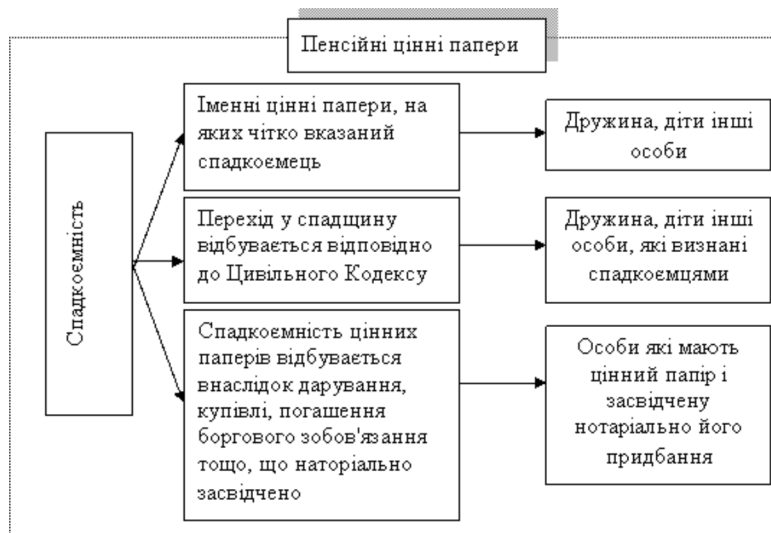 Пенсійні цінні папери
Спадкоємність
Іменні цінні папери, на
яких чітко вказаний
спадкоємець
Дружина, діти інші
особи
Перехід у спадщину
відбувається відповідно
до Цивільного Кодексу
Дружина, діти інші
особи, які визнані
спадкоємцями
Спадкоємність цінних
паперів відбувається
внаслідок дарування,
купівлі, погашення
боргового зобов'язання
тощо, що наторіально
засвідчено
Особи які мають
цінний папір і
засвідчену
нотаріально його
придбання